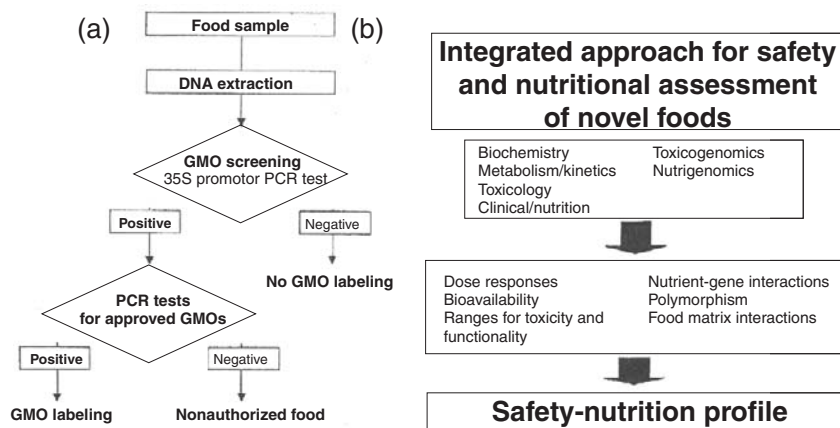 (a)
Food sample
DNA extraction
GMO screening
35S promotor PCR test
Positive
Negative
No GMO labeling
PCR tests
for approved GMOs
Positive
Negative
GMO labeling
Nonauthorized food
(b)
Integrated approach for safety
and nutritional assessment
of novel foods
Biochemistry
Metabolism/kinetics
Toxicology
Clinical/nutrition
Toxicogenomics
Nutrigenomics
Dose responses
Bioavailability
Ranges for toxicity and
functionality
Nutrient-gene interactions
Polymorphism
Food matrix interactions
Safety-nutrition profile